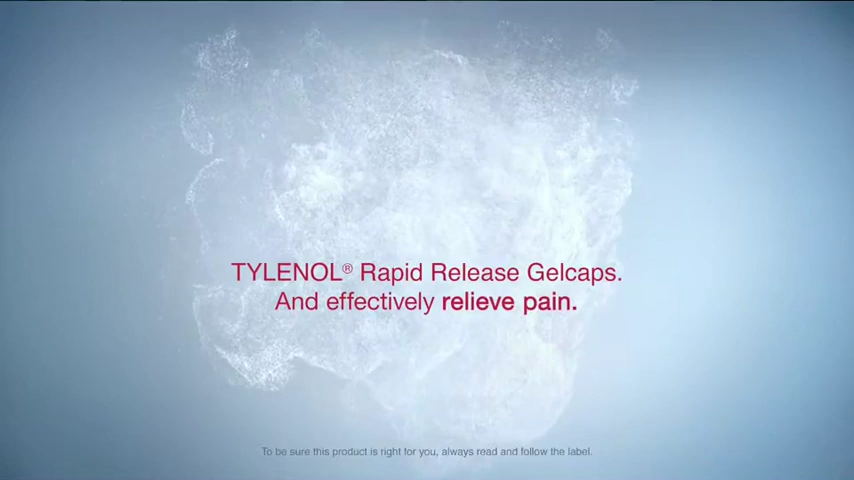 TYLENOL® Rapid Release Gelcaps.
And effectively relieve pain.
To be sure this product is right for you, always read and follow the label.